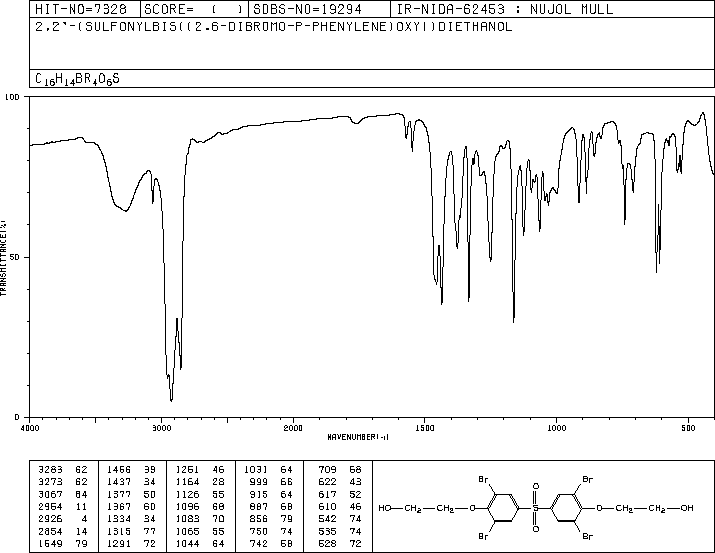 HIT-NO=7328 SCORE= ( ) SDBS-NO=19294 IR-NIDA-62453 : NUJOL MULL
2,2'-(SULFONYLBIS((2,6-DIBROMO-P-PHENYLENE)OXY))DIETHANOL
C16H14BR4O6S
100
50
0
TRANSMITTANCE(%)
4000 3000 2000 1500 1000 500
WAVENUMBER(-1)
3283 62 1456 39 1251 46 1031 64 709 68
3273 62 1437 34 1164 28 999 66 622 43
3067 64 1377 50 1126 55 915 64 617 52
2954 11 1367 60 1096 68 887 68 610 46
2926 4 1334 34 1083 70 856 79 542 74
2854 14 1315 77 1065 55 750 74 535 74
1549 79 1291 72 1044 64 742 58 528 72
Br O Br
HO CH2 CH2 O S O CH2 CH2 OH
Br O Br